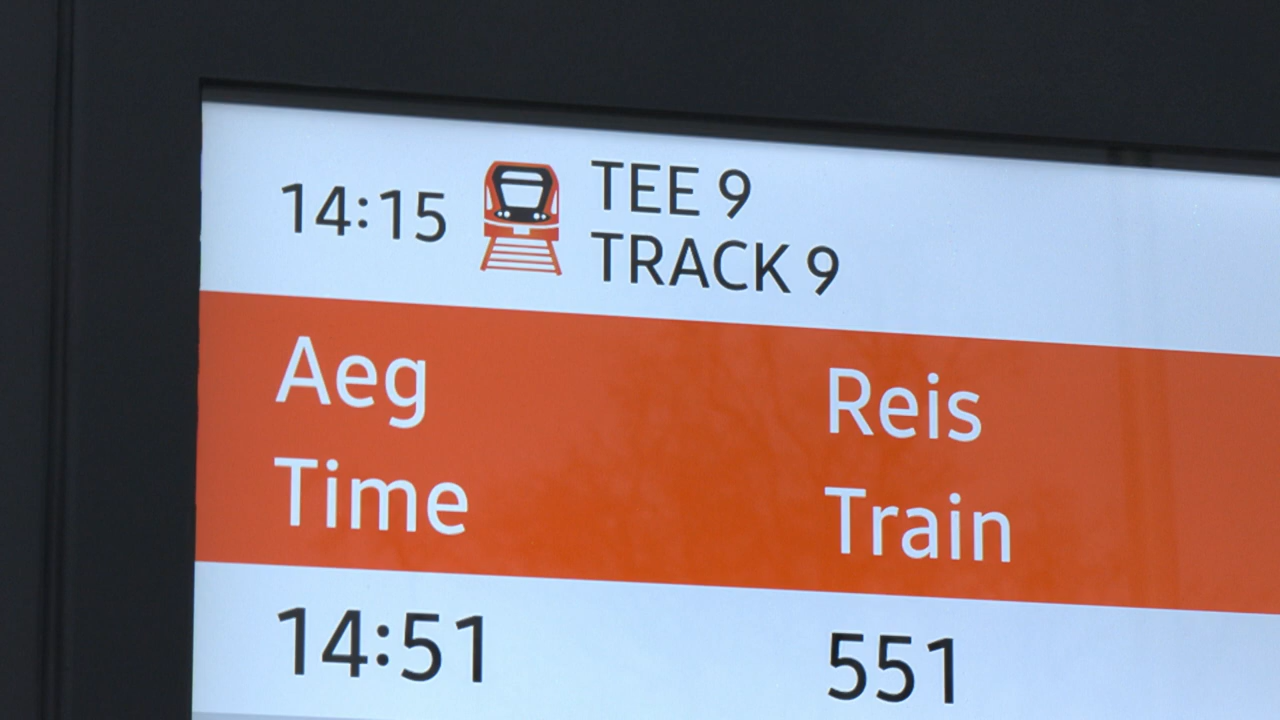 14:15 TEE 9
TRACK 9
Aeg Reis
Time Train
14:51 551